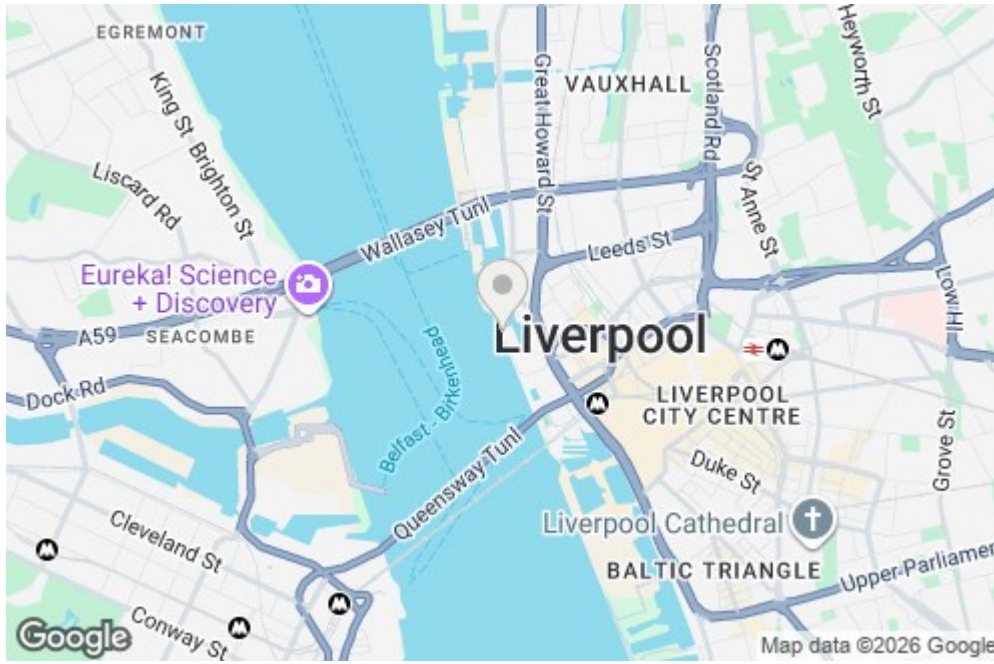 EGREMONT
King St
Brighton St
Liscard Rd
Great Howard St
VAUXHALL
Scotland Rd
St Anne St
Heyworth St
Wallasey Tunl
Leeds St
Eureka! Science
+ Discovery
A59
SEACOMBE
Dock Rd
Belfast - Birkenhead
Liverpool
Low Hl
LIVERPOOL
CITY CENTRE
Queensway Tunl
Duke St
Grove St
Liverpool Cathedral
Cleveland St
BALTIC TRIANGLE
Upper Parliamen
Conway St
Google
Map data ©2026 Google